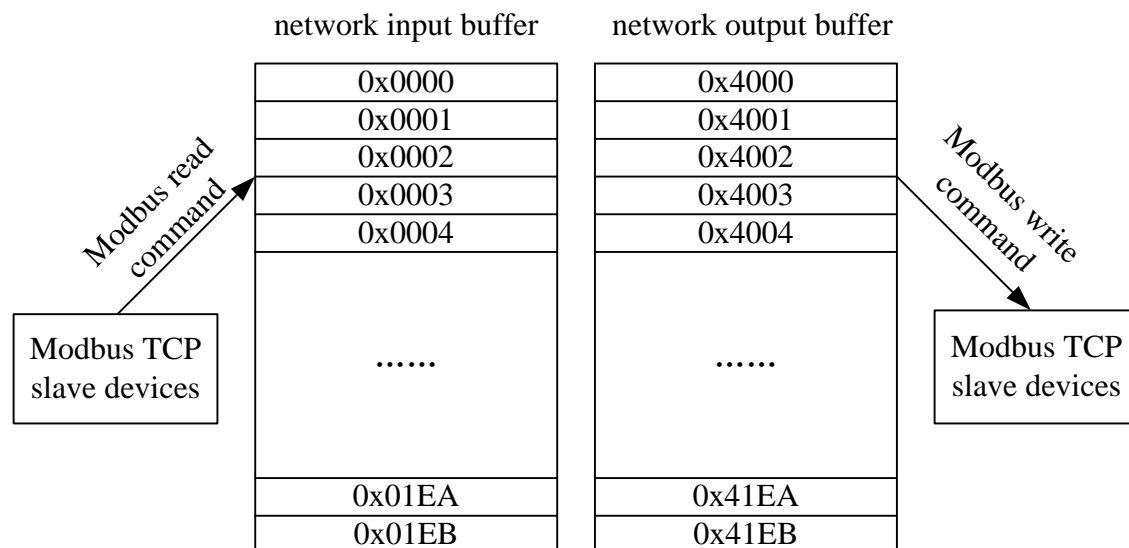 network input buffer
network output buffer
0x0000
0x0001
0x0002
0x0003
0x0004
……
0x01EA
0x01EB
0x4000
0x4001
0x4002
0x4003
0x4004
……
0x41EA
0x41EB
Modbus read
command
Modbus TCP
slave devices
Modbus write
command
Modbus TCP
slave devices